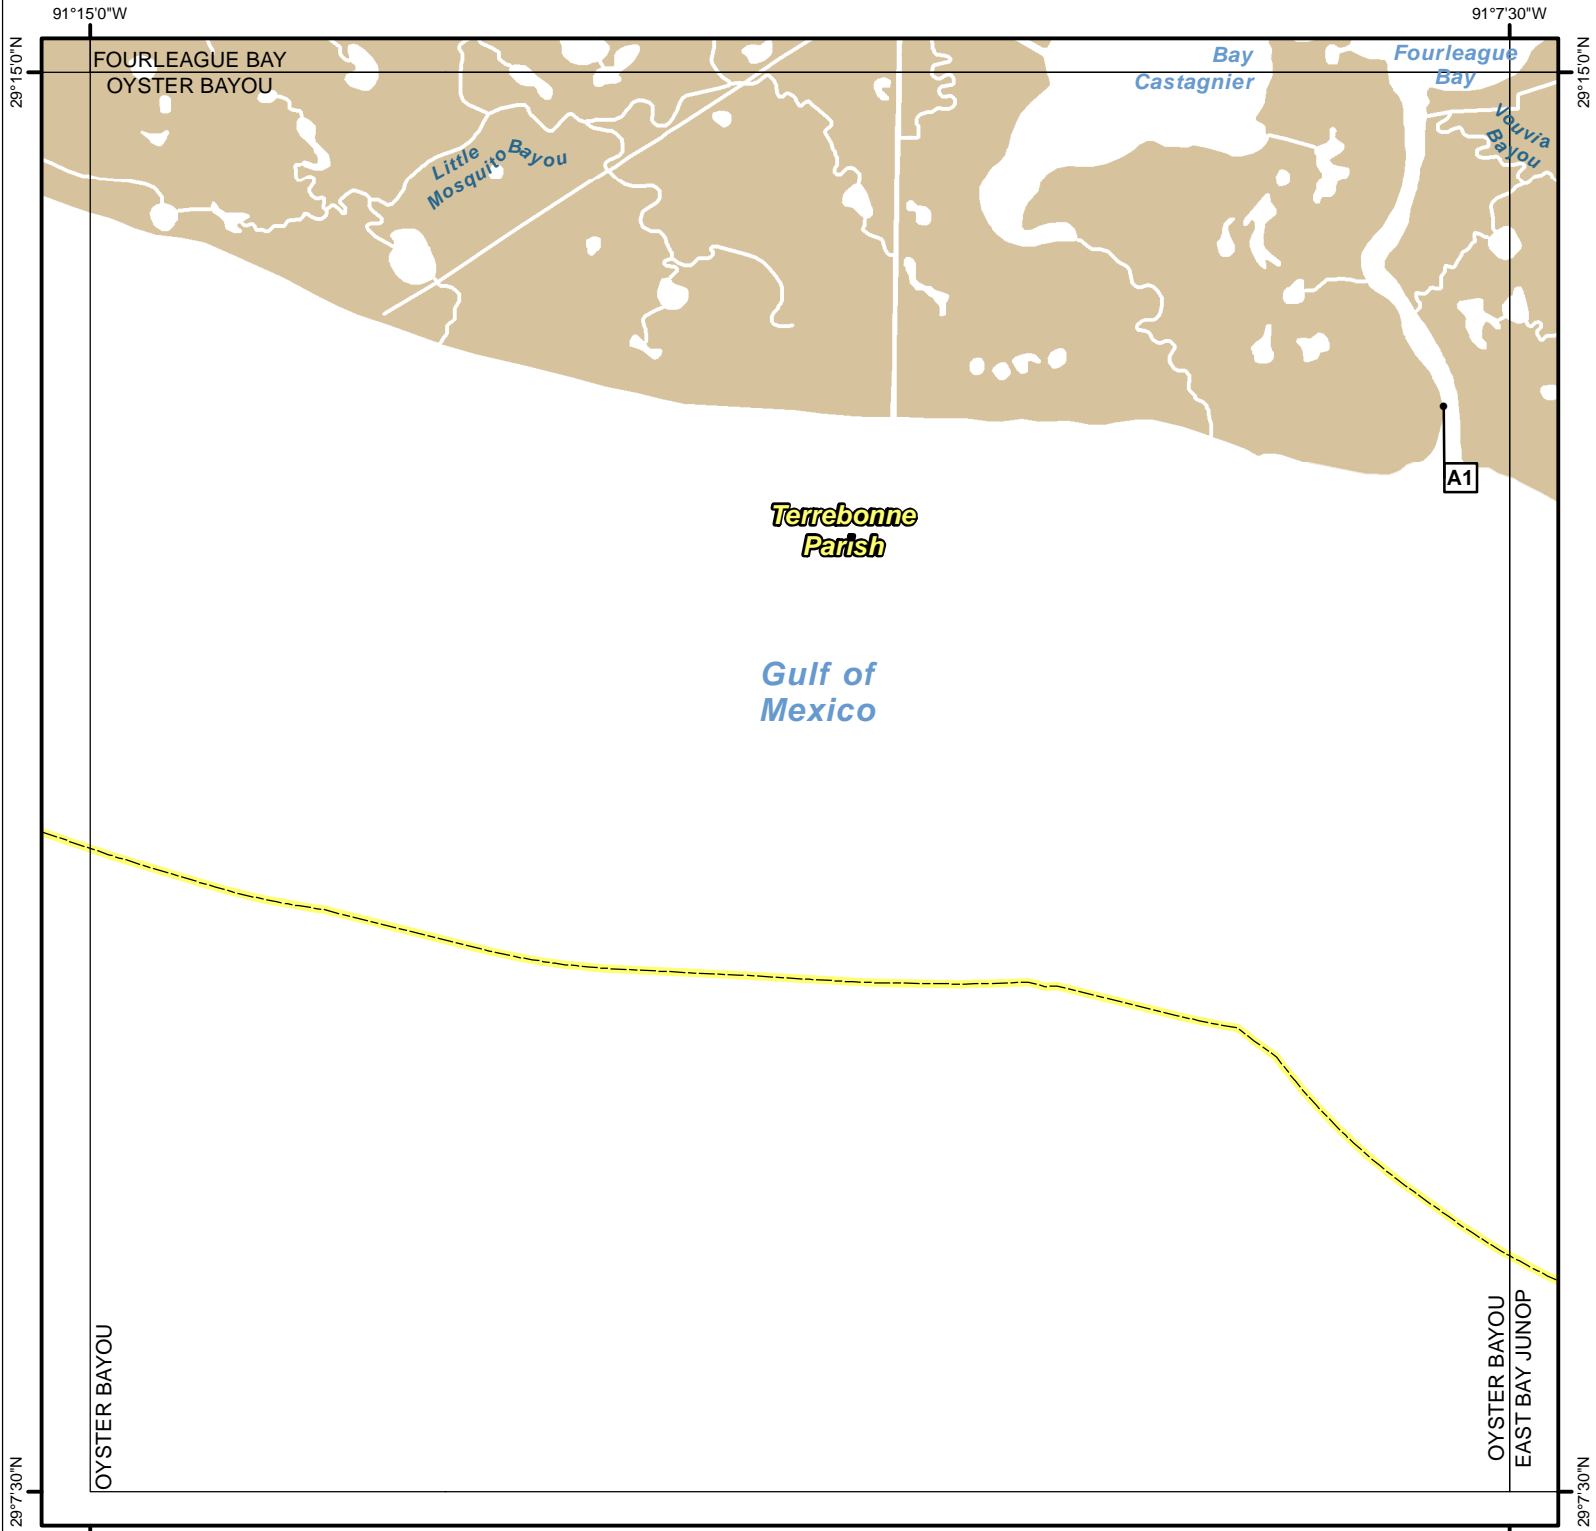 91°15'0"W
91°7'30"W
29°15'0"N
29°15'0"N
FOURLEAGUE BAY
OYSTER BAYOU
Bay
Castagnier
Fourleague
Bay
Vouvia
Bayou
Little
Mosquito Bayou
A1
Terrebonne
Parish
Gulf of
Mexico
OYSTER BAYOU
OYSTER BAYOU
EAST BAY JUNOP
29°7'30"N
29°7'30"N